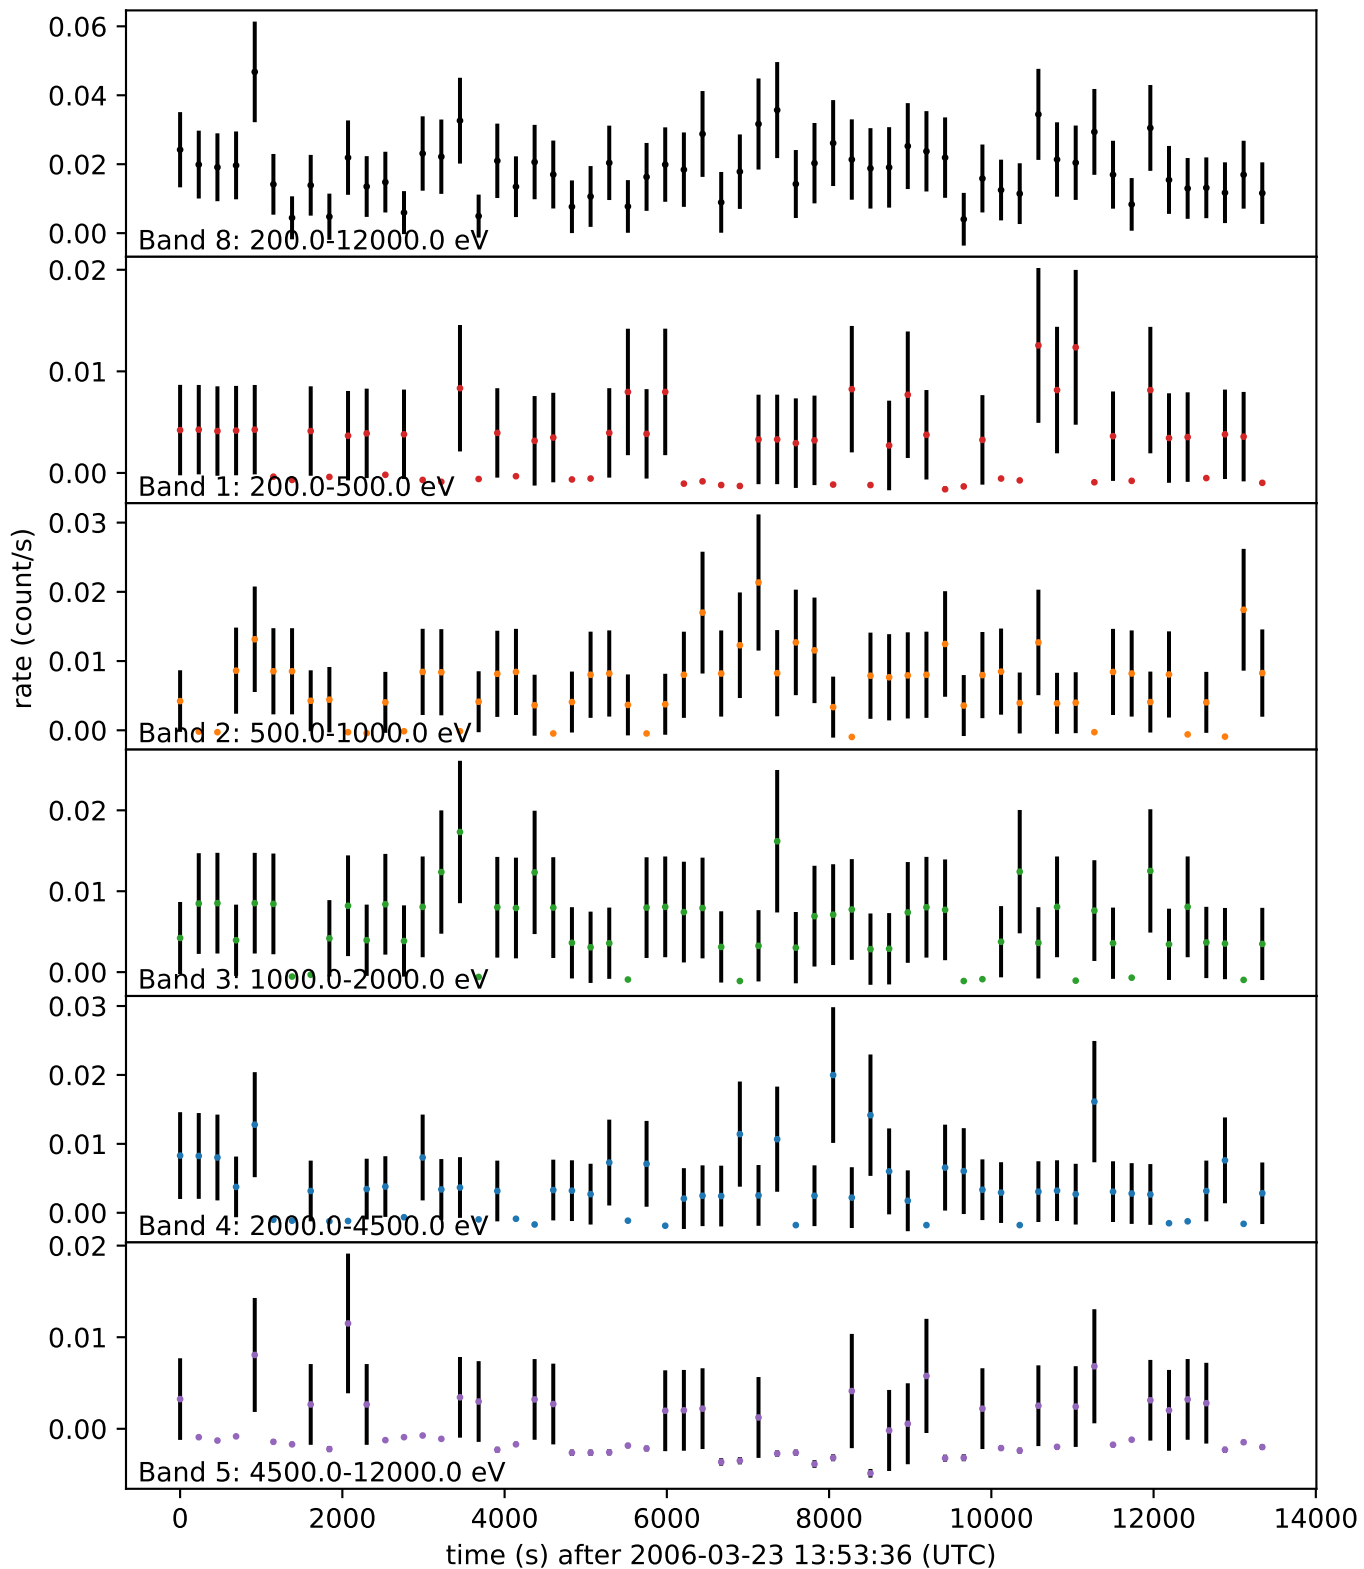 0.06
0.04
0.02
0.00
Band 8: 200.0-12000.0 eV
0.02
0.01
0.00
Band 1: 200.0-500.0 eV
rate (count/s)
0.03
0.02
0.01
0.00
Band 2: 500.0-1000.0 eV
0.02
0.01
0.00
Band 3: 1000.0-2000.0 eV
0.03
0.02
0.01
0.00
Band 4: 2000.0-4500.0 eV
0.02
0.01
0.00
Band 5: 4500.0-12000.0 eV
0 2000 4000 6000 8000 10000 12000 14000
time (s) after 2006-03-23 13:53:36 (UTC)